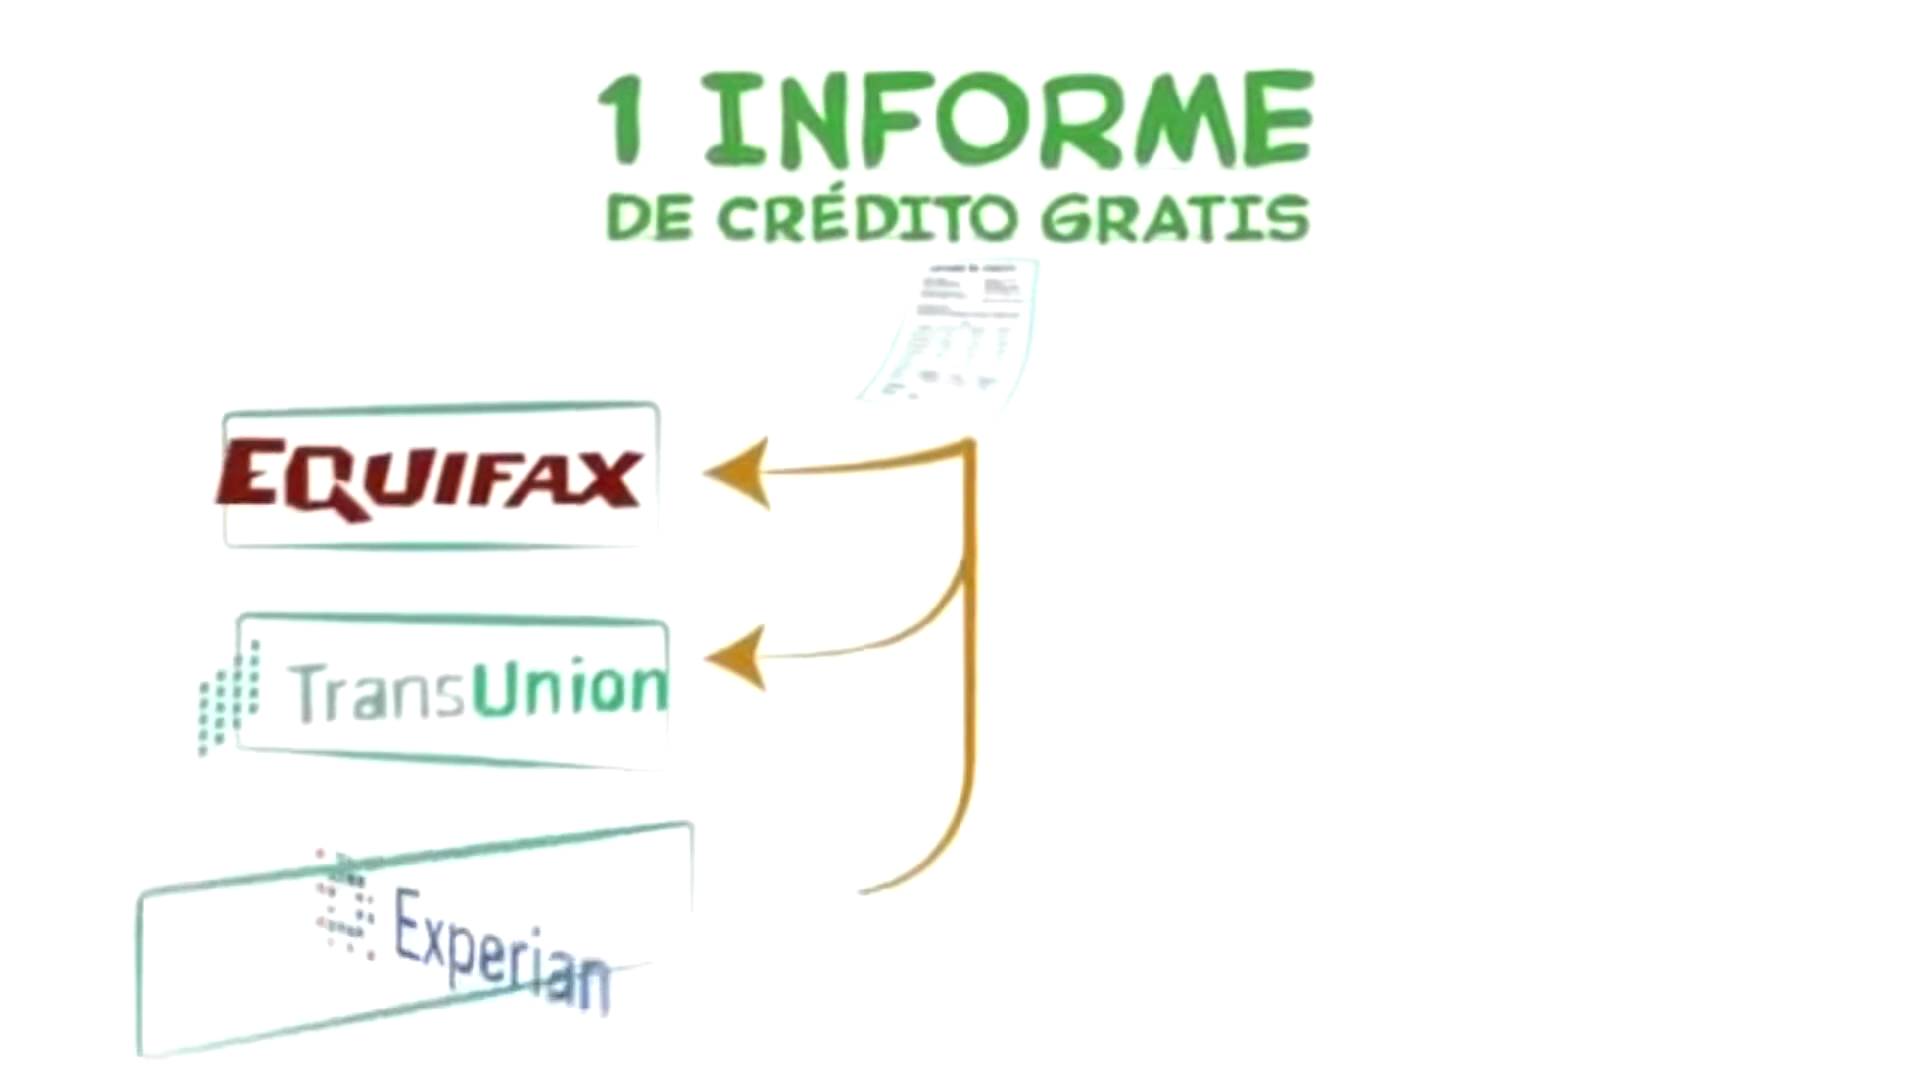 1 INFORME
DE CRÉDITO GRATIS
EQUIFAX
TransUnion
Experian